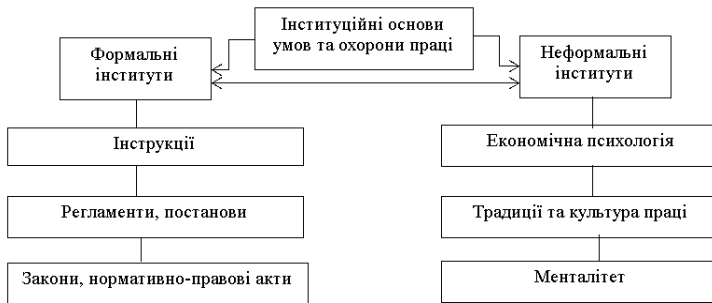 Інституційні основи
умов та охорони праці
Формальні
інститути
Неформальні
інститути
Інструкції
Економічна психологія
Регламенти, постанови
Традиції та культура праці
Закони, нормативно-правові акти
Менталітет